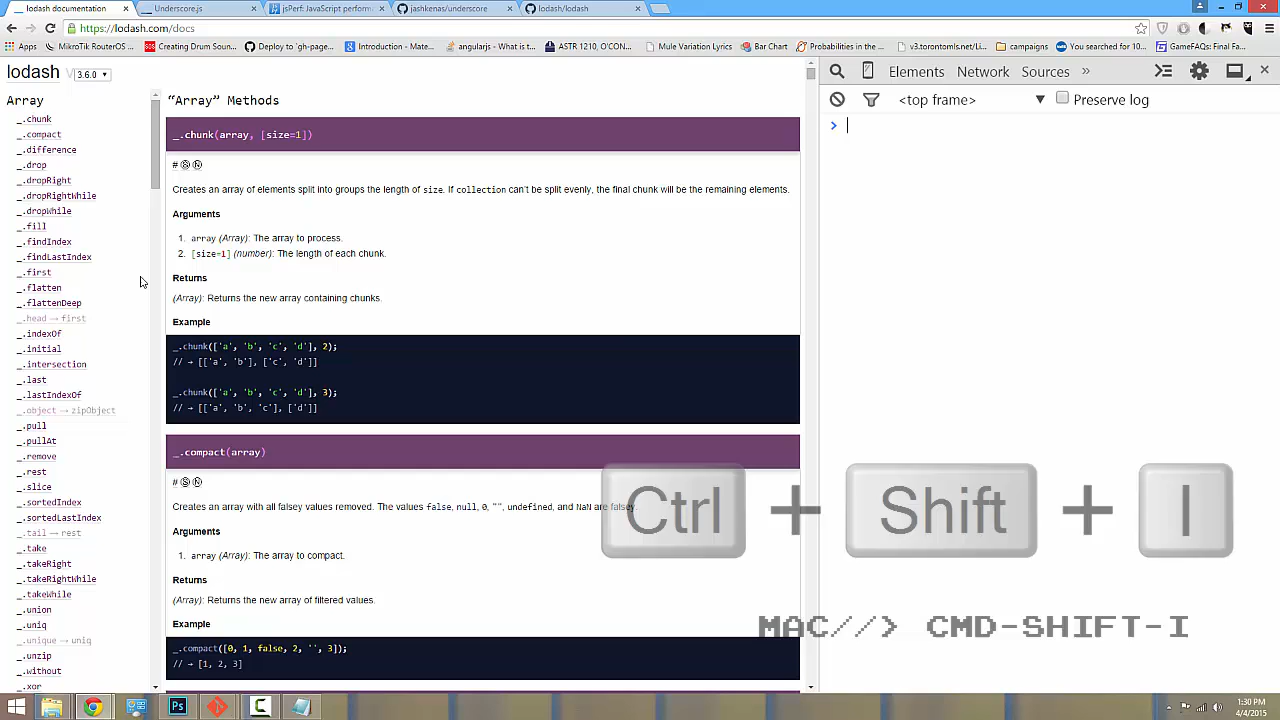 lodash documentation
Underscore.js
jsPerf: JavaScript perform
jashkenas/underscore
lodash/lodash
https://lodash.com/docs
Apps
MikroTik RouterOS ...
Creating Drum Soun...
Deploy to 'gh-page...
Introduction - Mate...
angularjs - What is t...
ASTR 1210, O'CON...
Mule Variation Lyrics
Bar Chart
Probabilities in the...
v3.torontomls.net/Li...
campaigns
You searched for 10...
GameFAQs: Final Fa...
lodash
3.6.0
Array
_.chunk
_.compact
_.difference
_.drop
_.dropRight
_.dropRightWhile
_.dropWhile
_.fill
_.findIndex
_.findLastIndex
_.first
_.flatten
_.flattenDeep
_.head → first
_.indexOf
_.initial
_.intersection
_.last
_.lastIndexOf
_.object → zipObject
_.pull
_.pullAt
_.remove
_.rest
_.slice
_.sortedIndex
_.sortedLastIndex
_.tail → rest
_.take
_.takeRight
_.takeRightWhile
_.takeWhile
_.union
_.uniq
_.unique → uniq
_.unzip
_.without
_.xor
“Array” Methods
_.chunk(array, [size=1])
# Ⓢ Ⓝ
Creates an array of elements split into groups the length of size. If collection can't be split evenly, the final chunk will be the remaining elements.
Arguments
1. array (Array): The array to process.
2. [size=1] (number): The length of each chunk.
Returns
(Array): Returns the new array containing chunks.
Example
_.chunk(['a', 'b', 'c', 'd'], 2);
// → [['a', 'b'], ['c', 'd']]
_.chunk(['a', 'b', 'c', 'd'], 3);
// → [['a', 'b', 'c'], ['d']]
_.compact(array)
# Ⓢ Ⓝ
Creates an array with all falsey values removed. The values false, null, 0, "", undefined, and NaN are falsey.
Arguments
1. array (Array): The array to compact.
Returns
(Array): Returns the new array of filtered values.
Example
_.compact([0, 1, false, 2, '', 3]);
// → [1, 2, 3]
Elements Network Sources »
<top frame> ▼ Preserve log
>
Ctrl + Shift + I
MAC//> CMD-SHIFT-I
Ps
1:30 PM
4/4/2015